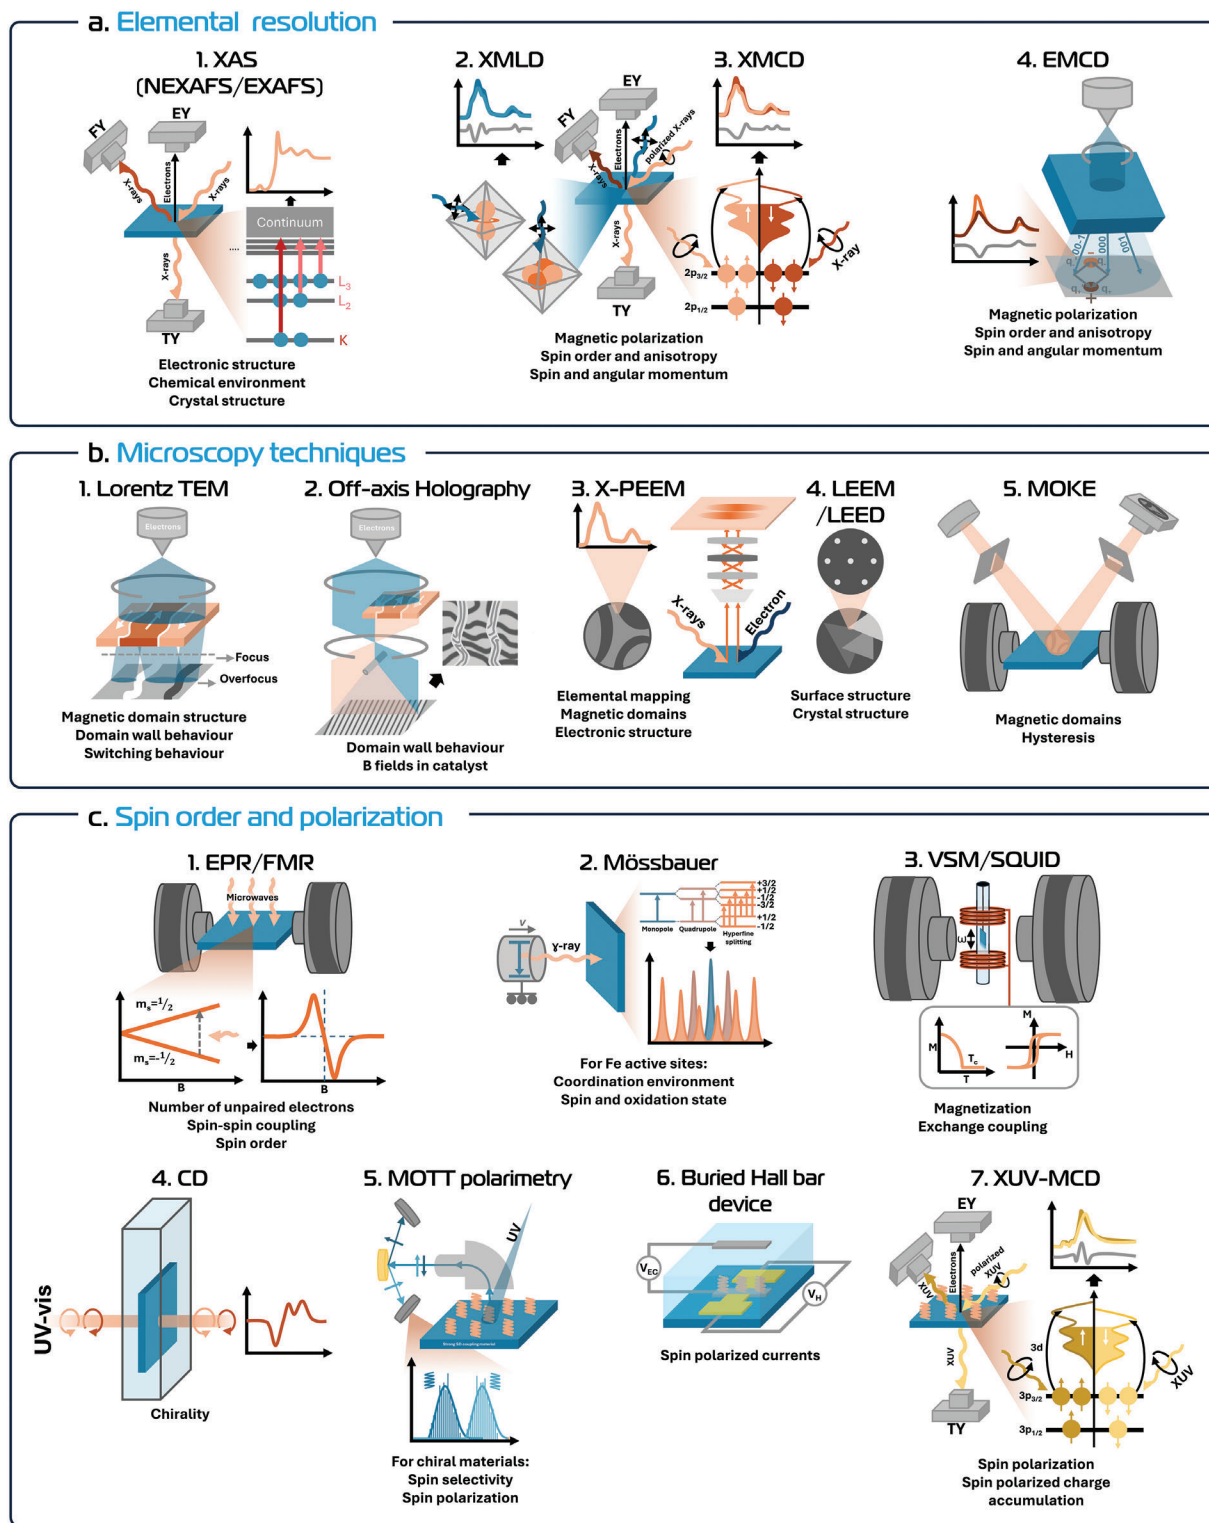 a. Elemental resolution
1. XAS
(NEXAFS/EXAFS)
FY
EY
X-rays
Electrons
X-rays
X-rays
TY
Continuum
....
L₃
L₂
K
Electronic structure
Chemical environment
Crystal structure
2. XMLD
3. XMCD
FY
EY
X-rays
Electrons
polarized X-rays
X-rays
TY
2p₃/₂
2p₁/₂
X-ray
Magnetic polarization
Spin order and anisotropy
Spin and angular momentum
4. EMCD
00-1
000
001
-
+
Magnetic polarization
Spin order and anisotropy
Spin and angular momentum
b. Microscopy techniques
1. Lorentz TEM
Electrons
Focus
Overfocus
Magnetic domain structure
Domain wall behaviour
Switching behaviour
2. Off-axis Holography
Electrons
Domain wall behaviour
B fields in catalyst
3. X-PEEM
X-rays
Electron
Elemental mapping
Magnetic domains
Electronic structure
4. LEEM
/LEED
Surface structure
Crystal structure
5. MOKE
Magnetic domains
Hysteresis
c. Spin order and polarization
1. EPR/FMR
Microwaves
mₛ=1/2
mₛ=-1/2
B
B
Number of unpaired electrons
Spin-spin coupling
Spin order
2. Mössbauer
v
γ-ray
Monopole
Quadrupole
Hyperfine
splitting
+3/2
+1/2
-1/2
-3/2
+1/2
-1/2
For Fe active sites:
Coordination environment
Spin and oxidation state
3. VSM/SQUID
ω
M
T꜀
T
M
H
Magnetization
Exchange coupling
4. CD
UV-vis
Chirality
5. MOTT polarimetry
UV
For chiral materials:
Spin selectivity
Spin polarization
6. Buried Hall bar
device
V_EC
V_H
Spin polarized currents
7. XUV-MCD
EY
XUV
Electrons
polarized
XUV
XUV
TY
3d
3p₃/₂
3p₁/₂
XUV
Spin polarization
Spin polarized charge
accumulation